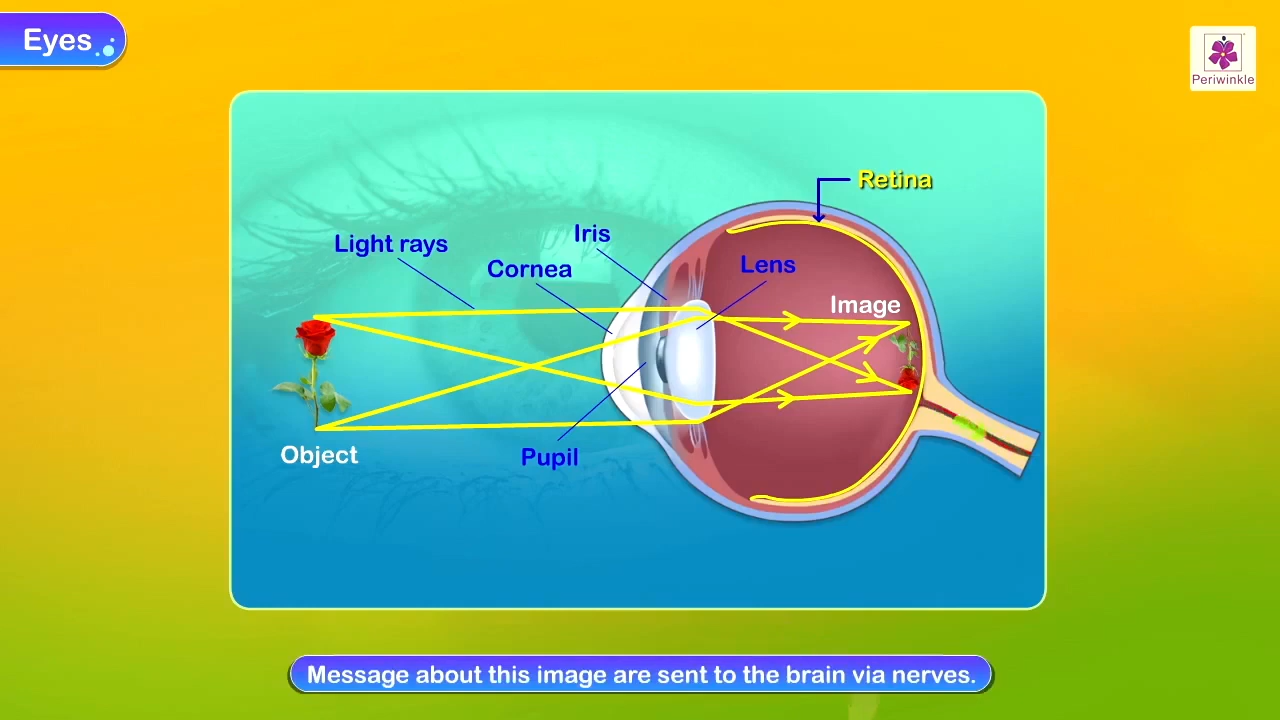 Eyes
Periwinkle
Retina
Iris
Light rays
Cornea
Lens
Image
Object
Pupil
Message about this image are sent to the brain via nerves.